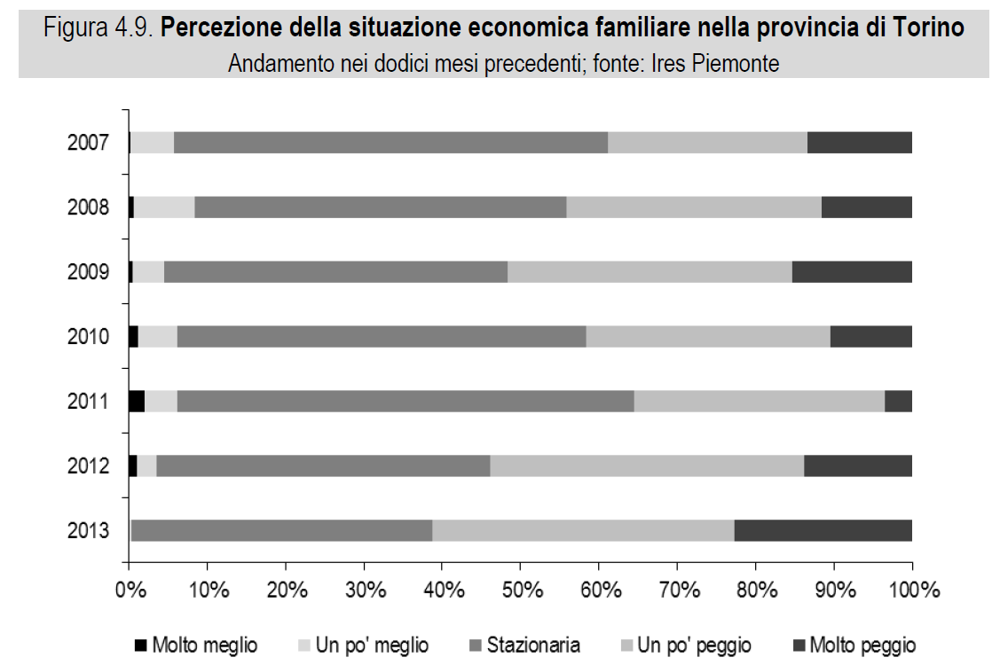 Figura 4.9. Percezione della situazione economica familiare nella provincia di Torino
Andamento nei dodici mesi precedenti; fonte: Ires Piemonte
2007
2008
2009
2010
2011
2012
2013
0% 10% 20% 30% 40% 50% 60% 70% 80% 90% 100%
Molto meglio Un po' meglio Stazionaria Un po' peggio Molto peggio